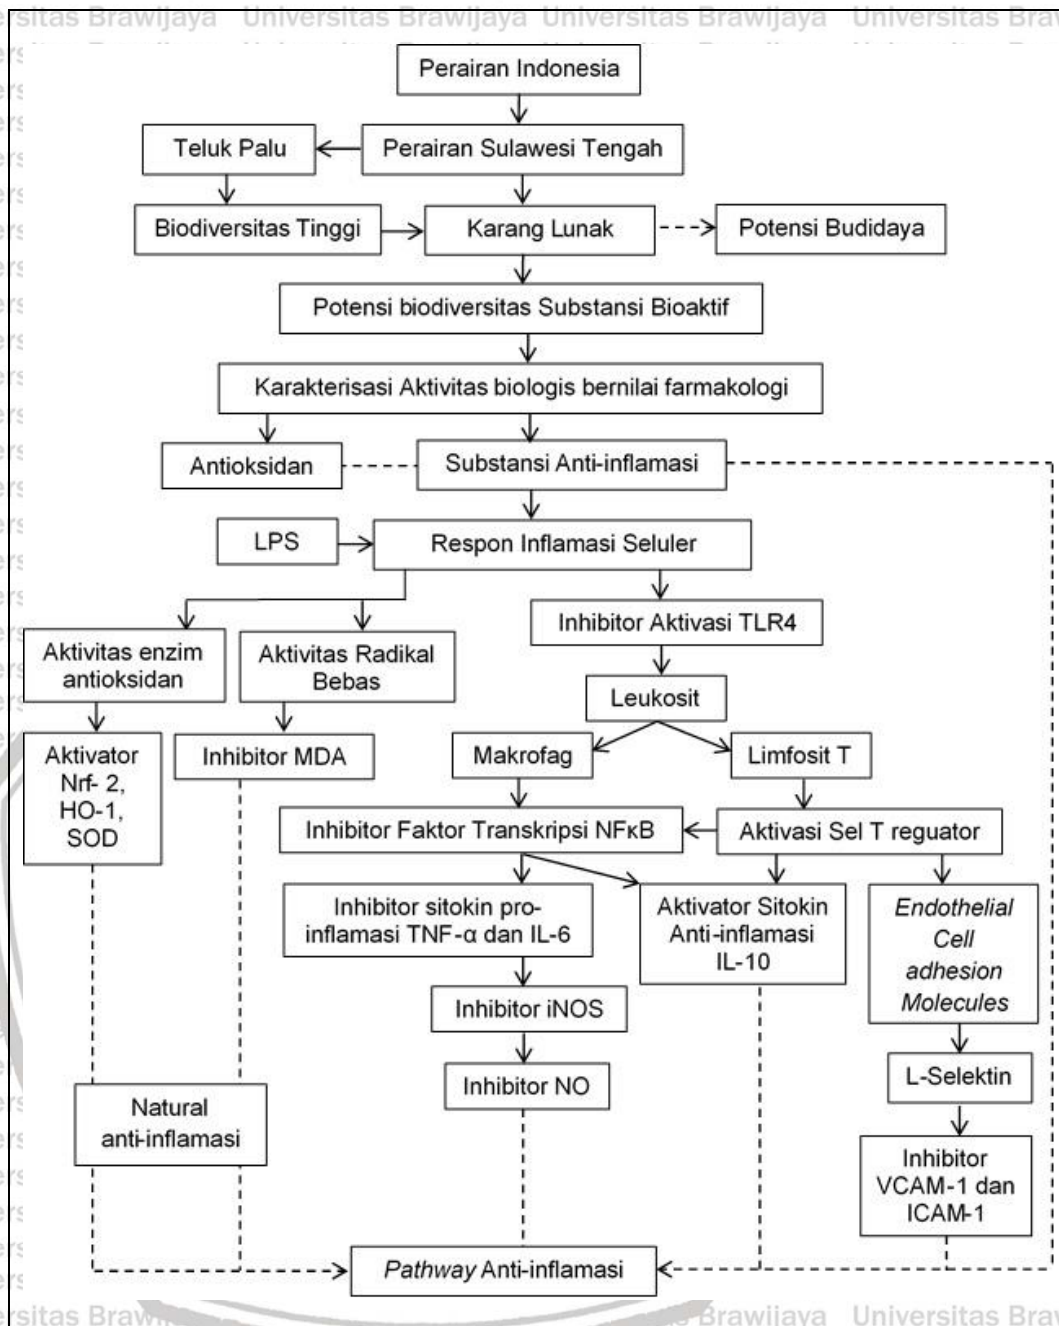 rsitas Brawijaya Universitas Brawijaya Universitas Brawijaya Universitas Braw
Perairan Indonesia
Teluk Palu
Perairan Sulawesi Tengah
Biodiversitas Tinggi
Karang Lunak
Potensi Budidaya
Potensi biodiversitas Substansi Bioaktif
Karakterisasi Aktivitas biologis bernilai farmakologi
Antioksidan
Substansi Anti-inflamasi
LPS
Respon Inflamasi Seluler
Inhibitor Aktivasi TLR4
Aktivitas enzim
antioksidan
Aktivitas Radikal
Bebas
Leukosit
Aktivator
Nrf- 2,
HO-1,
SOD
Inhibitor MDA
Makrofag
Limfosit T
Inhibitor Faktor Transkripsi NFκB
Aktivasi Sel T reguator
Inhibitor sitokin pro-
inflamasi TNF-α dan IL-6
Aktivator Sitokin
Anti-inflamasi
IL-10
Endothelial
Cell
adhesion
Molecules
Inhibitor iNOS
L-Selektin
Inhibitor NO
Natural
anti-inflamasi
Inhibitor
VCAM-1 dan
ICAM-1
Pathway Anti-inflamasi
rsitas Braw Brawijaya Universitas Braw